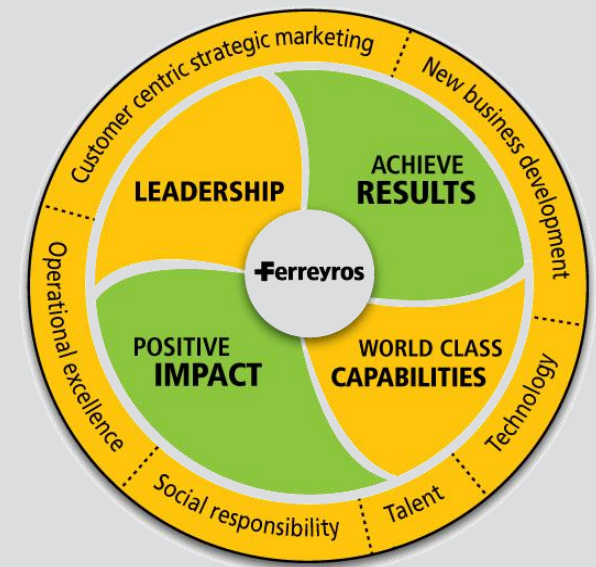 Customer centric strategic marketing
New business development
LEADERSHIP
ACHIEVE
RESULTS
Ferreyros
POSITIVE
IMPACT
WORLD CLASS
CAPABILITIES
Operational excellence
Technology
Social responsibility
Talent